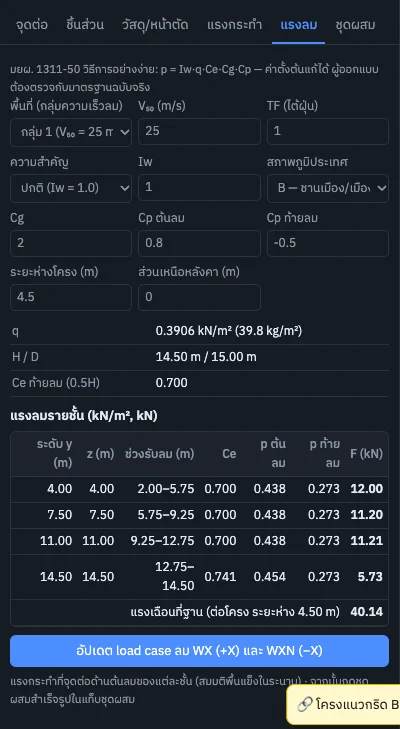 จุดต่อ ชิ้นส่วน วัสดุ/หน้าตัด แรงกระทำ แรงลม ชุดผสม
มยผ. 1311-50 วิธีการอย่างง่าย: p = Iw·q·Ce·Cg·Cp — ค่าตั้งต้นแก้ได้ ผู้ออกแบบ
ต้องตรวจกับมาตรฐานฉบับจริง
พื้นที่ (กลุ่มความเร็วลม) V₅₀ (m/s) TF (ไต้ฝุ่น)
กลุ่ม 1 (V₅₀ = 25 m 25 1
ความสำคัญ Iw สภาพภูมิประเทศ
ปกติ (Iw = 1.0) 1 B — ชานเมือง/เมือง
Cg Cp ต้นลม Cp ท้ายลม
2 0.8 -0.5
ระยะห่างโครง (m) ส่วนเหนือหลังคา (m)
4.5 0
q 0.3906 kN/m² (39.8 kg/m²)
H / D 14.50 m / 15.00 m
Ce ท้ายลม (0.5H) 0.700
แรงลมรายชั้น (kN/m², kN)
ระดับ y (m) z (m) ช่วงรับลม (m) Ce p ต้นลม p ท้ายลม F (kN)
4.00 4.00 2.00–5.75 0.700 0.438 0.273 12.00
7.50 7.50 5.75–9.25 0.700 0.438 0.273 11.20
11.00 11.00 9.25–12.75 0.700 0.438 0.273 11.21
14.50 14.50 12.75–14.50 0.741 0.454 0.273 5.73
แรงเฉือนที่ฐาน (ต่อโครง ระยะห่าง 4.50 m) 40.14
อัปเดต load case ลม WX (+X) และ WXN (−X)
แรงกระทำที่จุดต่อด้านต้นลมของแต่ละชั้น (สมมติพื้นแข็งในระนาบ) · จากนั้นกดชุด
ผสมสำเร็จรูปในแท็บชุดผสม
🔗 โครงแนวกริด B